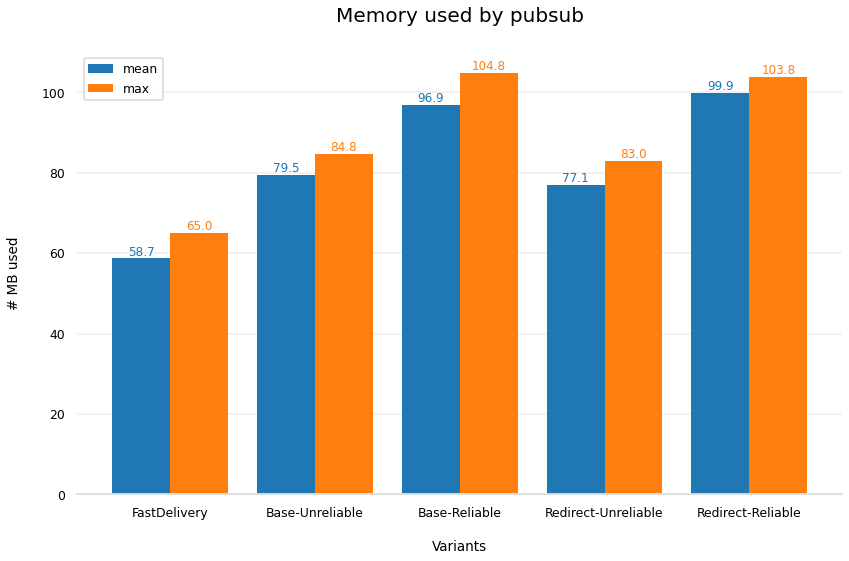 Memory used by pubsub
mean
max
# MB used
100
80
60
40
20
0
58.7
65.0
79.5
84.8
96.9
104.8
77.1
83.0
99.9
103.8
FastDelivery
Base-Unreliable
Base-Reliable
Redirect-Unreliable
Redirect-Reliable
Variants